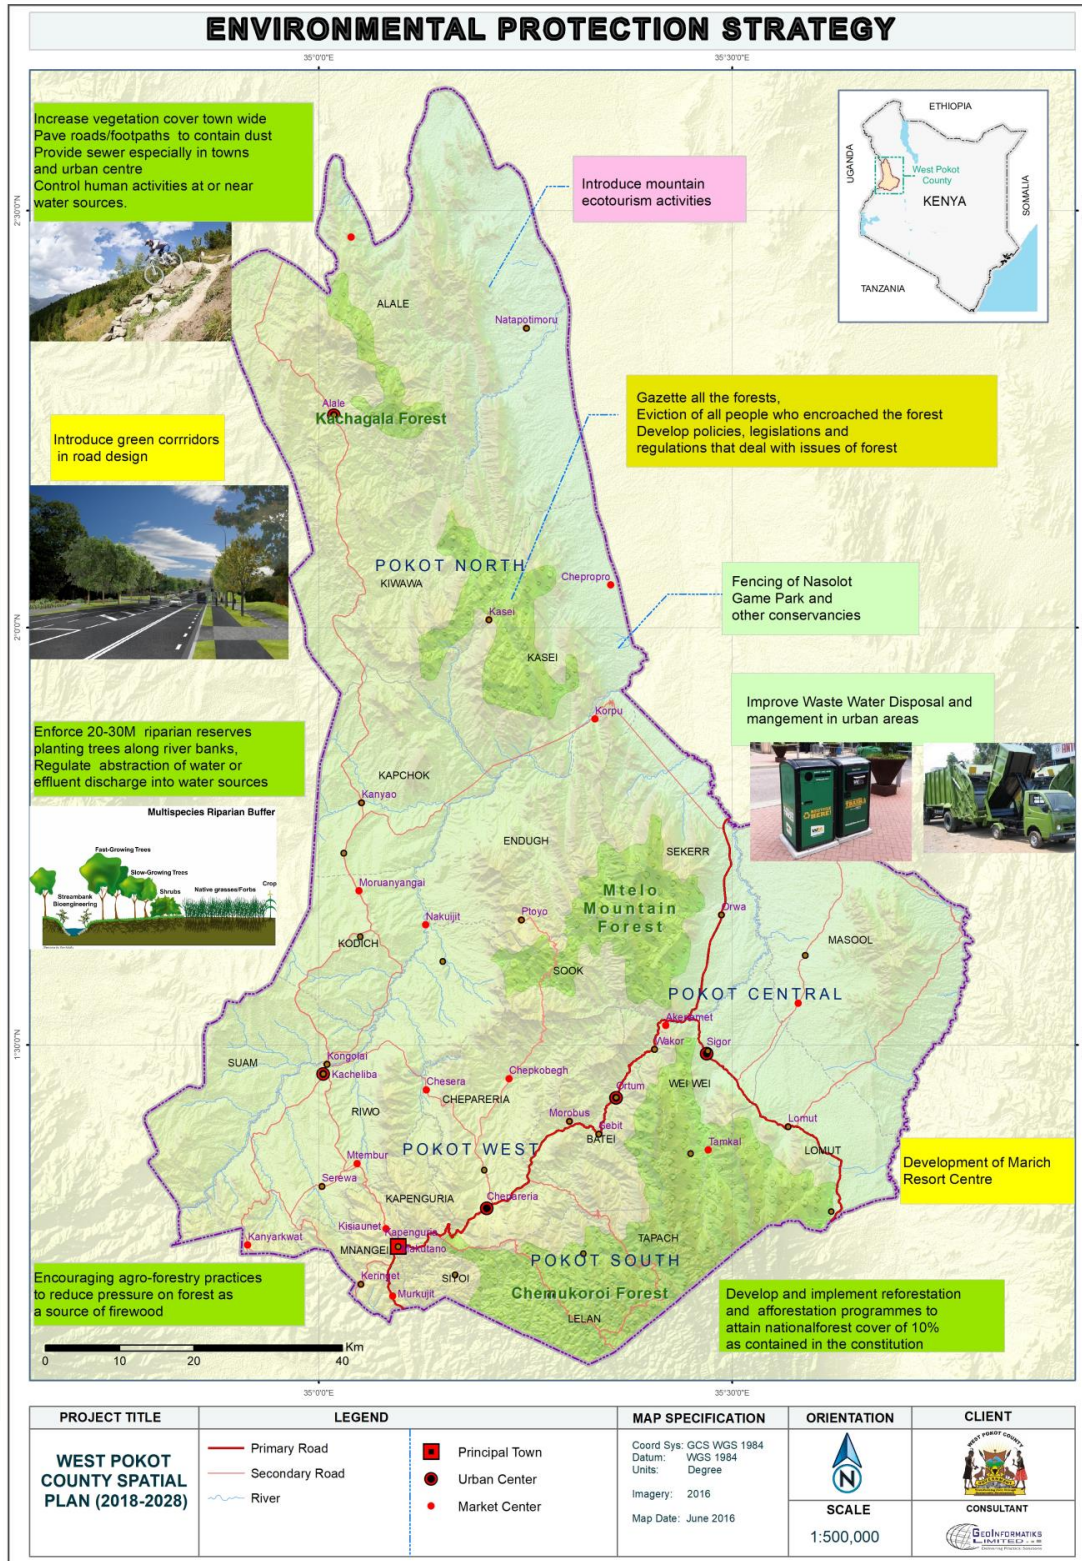 ENVIRONMENTAL PROTECTION STRATEGY
35°0'0"E
35°30'0"E
2°30'0"N
2°0'0"N
1°30'0"N
Increase vegetation cover town wide
Pave roads/footpaths to contain dust
Provide sewer especially in towns
and urban centre
Control human activities at or near
water sources.
Introduce mountain
ecotourism activities
ETHIOPIA
UGANDA
West Pokot
County
KENYA
SOMALIA
TANZANIA
ALALE
Natapotimoru
Alale
Kachagala Forest
Gazette all the forests,
Eviction of all people who encroached the forest
Develop policies, legislations and
regulations that deal with issues of forest
Introduce green corrridors
in road design
POKOT NORTH
KIWAWA
Chepropro
Kasei
KASEI
Fencing of Nasolot
Game Park and
other conservancies
Korpu
Improve Waste Water Disposal and
mangement in urban areas
Enforce 20-30M riparian reserves
planting trees along river banks,
Regulate abstraction of water or
effluent discharge into water sources
Multispecies Riparian Buffer
Fast-Growing Trees
Slow-Growing Trees
Shrubs
Native grasses/Forbs
Crop
Streambank
Bioengineering
KAPCHOK
Kanyao
ENDUGH
SEKERR
Mtelo
Mountain
Forest
Moruanyangai
Nakuijit
Ptoyo
Orwa
KODICH
SOOK
MASOOL
POKOT CENTRAL
Wakor
Sigor
SUAM
Kongolai
Kacheliba
Chesera
Chepkobegh
CHEPARERIA
Ortum
WEI WEI
RIWO
Morobus
Sebit
BATEI
Lomut
LOMUT
Tamkal
POKOT WEST
Mtembur
Serewa
KAPENGURIA
Chepareria
Development of Marich
Resort Centre
Kisiaunet
Kapenguria
Kanyarkwat
MNANGEI
Makutano
TAPACH
POKOT SOUTH
Keringet
SIYOI
Murkujit
Chemukoroi Forest
LELAN
Encouraging agro-forestry practices
to reduce pressure on forest as
a source of firewood
Develop and implement reforestation
and afforestation programmes to
attain nationalforest cover of 10%
as contained in the constitution
Km
0 10 20 40
35°0'0"E
35°30'0"E
PROJECT TITLE
WEST POKOT
COUNTY SPATIAL
PLAN (2018-2028)
LEGEND
Primary Road
Secondary Road
River
Principal Town
Urban Center
Market Center
MAP SPECIFICATION
Coord Sys: GCS WGS 1984
Datum: WGS 1984
Units: Degree
Imagery: 2016
Map Date: June 2016
ORIENTATION
N
SCALE
1:500,000
CLIENT
WEST POKOT COUNTY
CONSULTANT
GEOINFORMATIKS
LIMITED